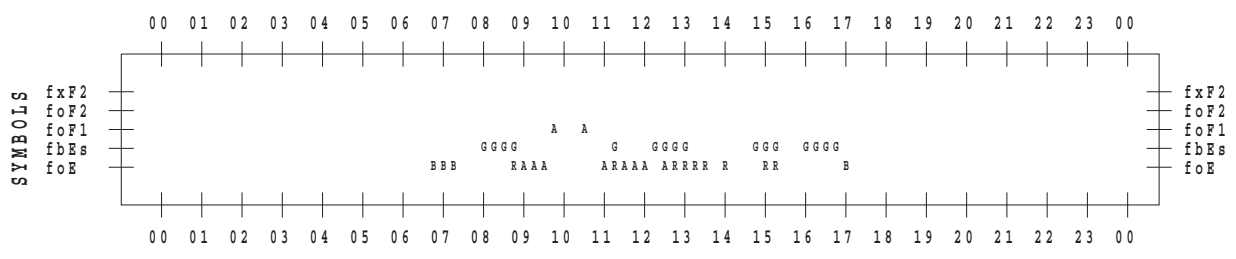 00 01 02 03 04 05 06 07 08 09 10 11 12 13 14 15 16 17 18 19 20 21 22 23 00
SYMBOLS
fxF2 fxF2
foF2 foF2
foF1 A A foF1
fbEs GGGG G GGGG GGG GGGG fbEs
foE BBB RAAA ARAAA ARRRR R RR B foE
00 01 02 03 04 05 06 07 08 09 10 11 12 13 14 15 16 17 18 19 20 21 22 23 00